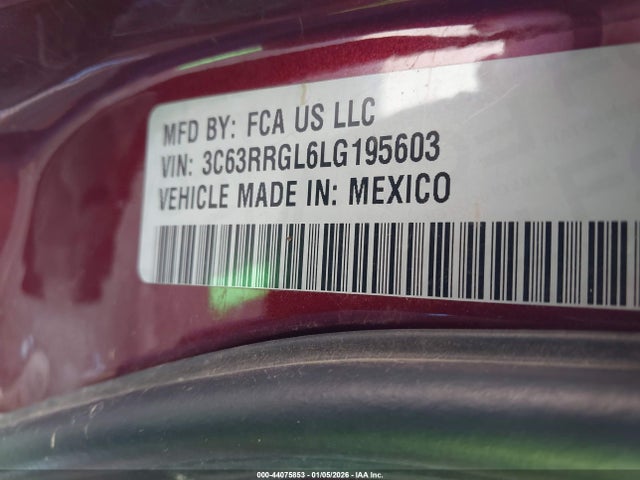 MFD BY: FCA US LLC
VIN: 3C63RRGL6LG195603
VEHICLE MADE IN: MEXICO
000-44075853 - 01/05/2026 - IAA Inc.